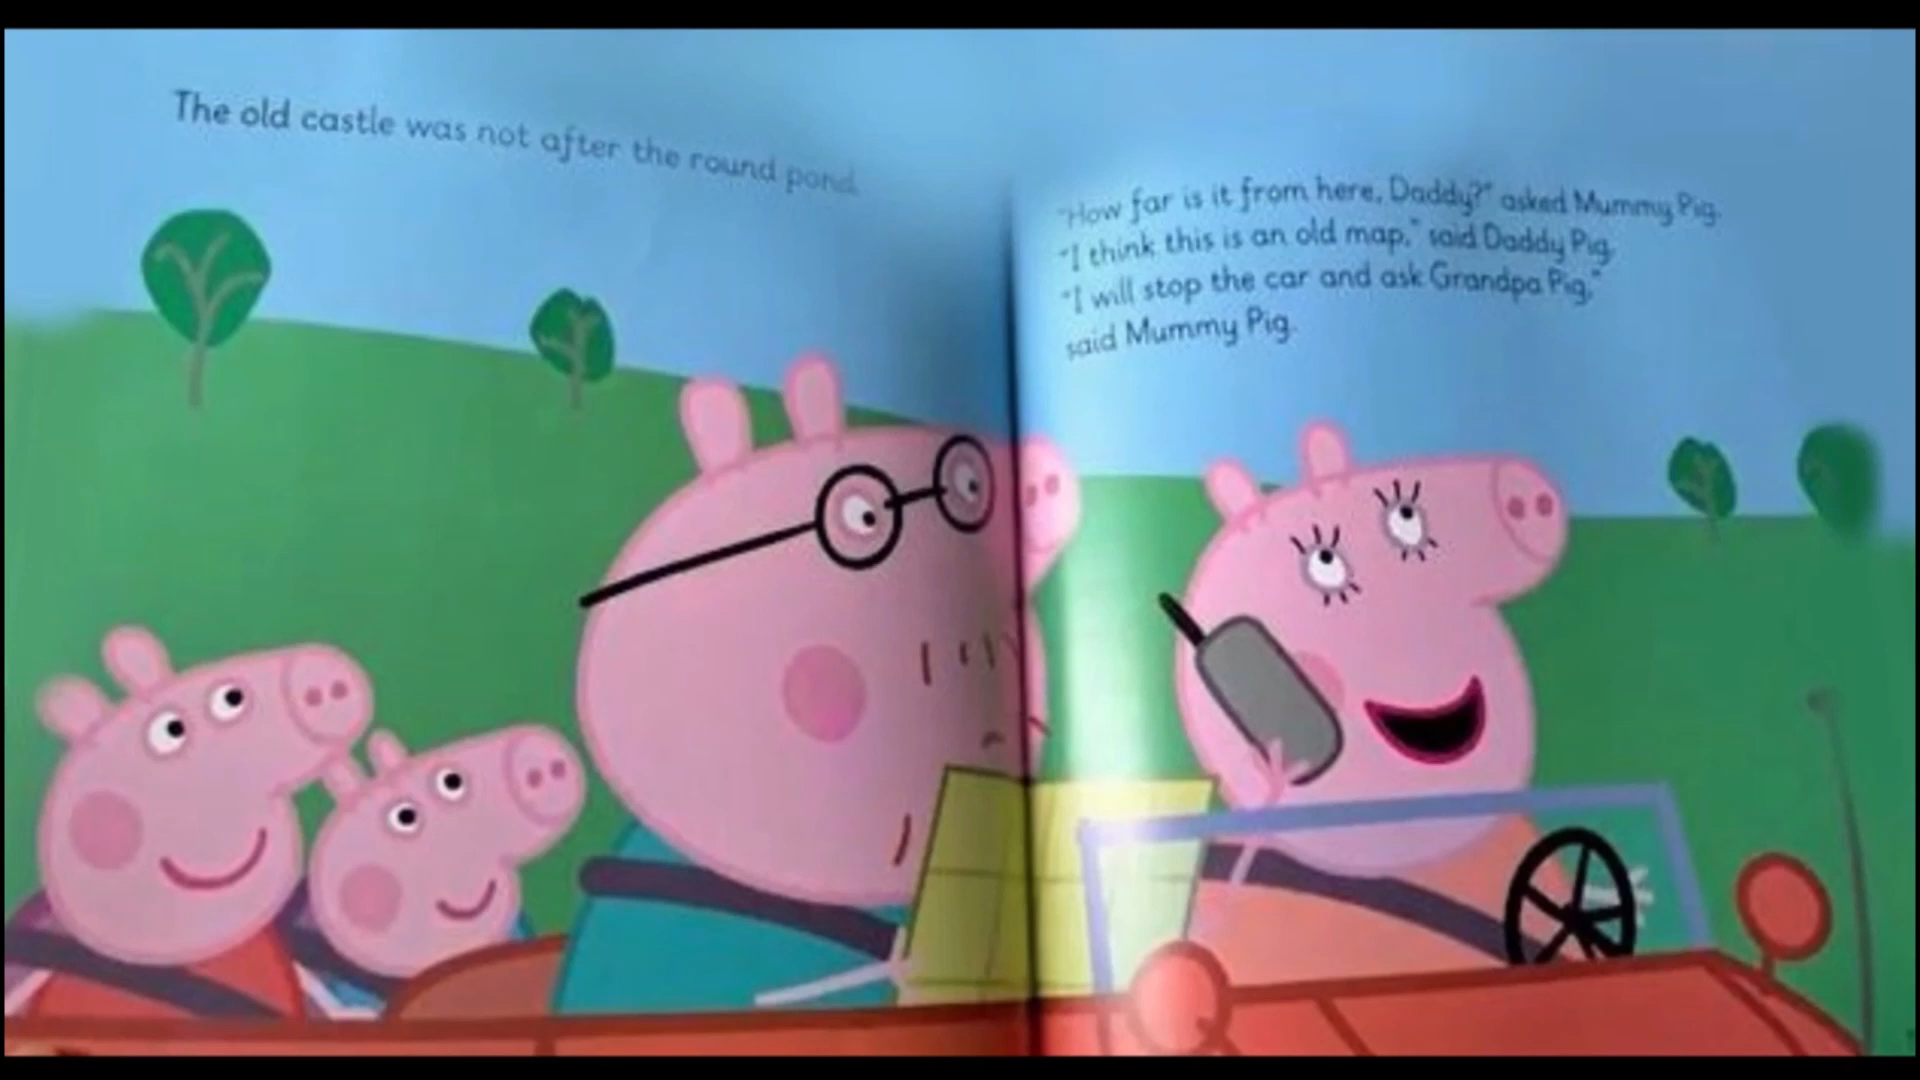 The old castle was not after the round pond.
"How far is it from here, Daddy?" asked Mummy Pig.
"I think this is an old map," said Daddy Pig.
"I will stop the car and ask Grandpa Pig,"
said Mummy Pig.